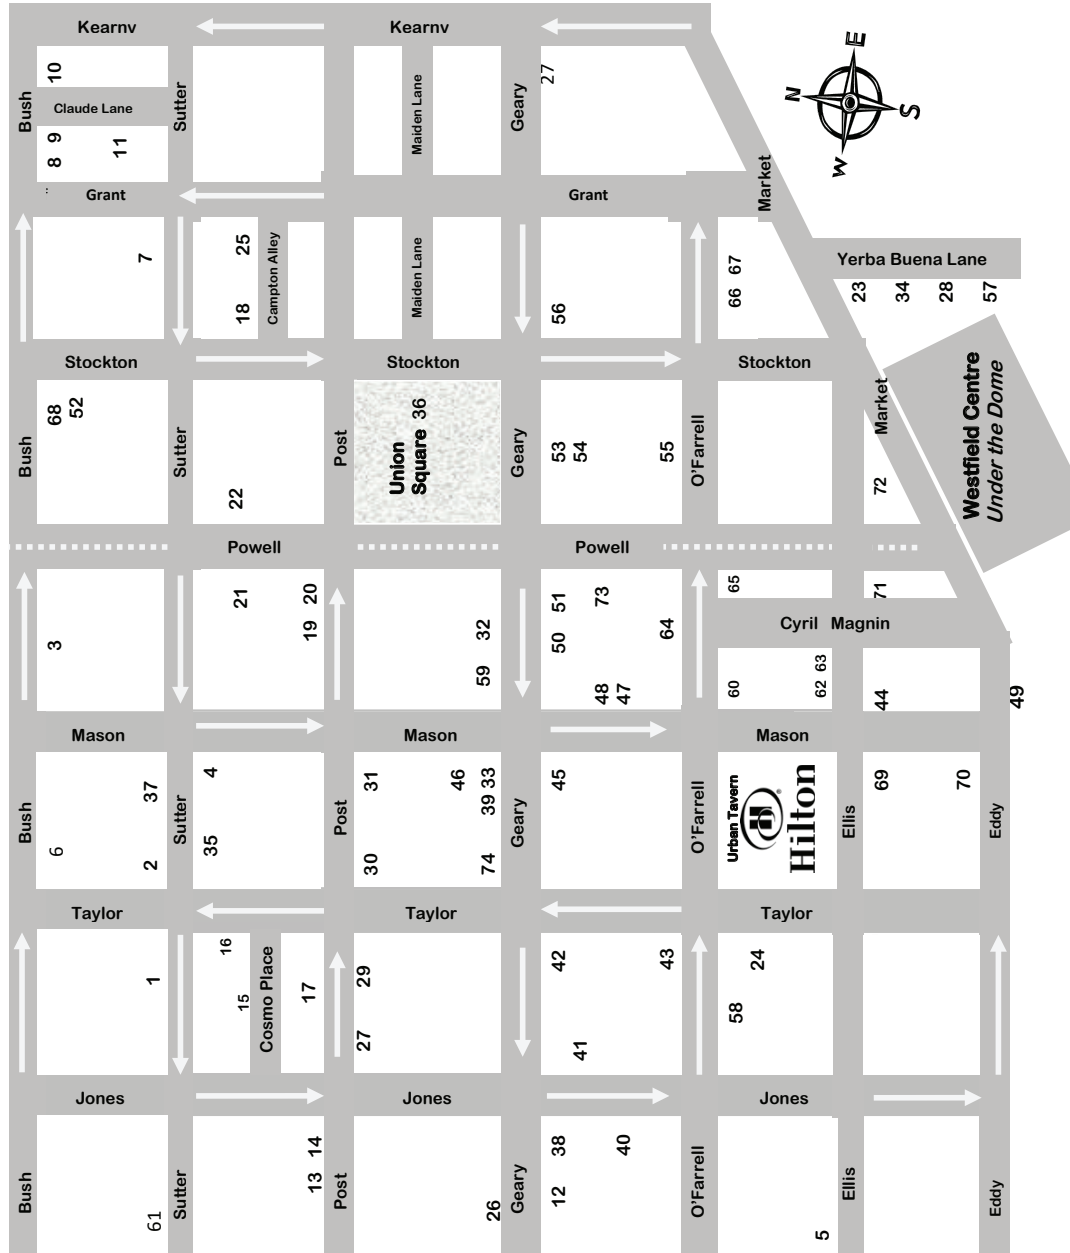 Kearnv
Kearnv
27
E
N
S
W
10
Bush
Claude Lane
Sutter
Maiden Lane
Geary
8 9
11
Grant
Grant
Market
7
25
Campton Alley
Maiden Lane
18
56
67
66
Yerba Buena Lane
23
34
28
57
Stockton
Stockton
Stockton
68
52
Bush
Sutter
22
Post
Union
Square 36
Geary
53
54
55
O'Farrell
Market
72
Westfield Centre
Under the Dome
Powell
Powell
3
21
20
19
32
59
51
50
73
48
47
64
65
71
Cyril Magnin
60
63
62
44
49
Mason
Mason
Mason
Bush
6
37
2
Sutter
4
35
Post
31
30
46
33
39
74
Geary
45
O'Farrell
Urban Tavern
Hilton
Ellis
69
70
Eddy
Taylor
Taylor
Taylor
1
16
15
Cosmo Place
17
29
27
42
41
43
24
58
Jones
Jones
Jones
Bush
61
Sutter
14
13
Post
26
Geary
38
12
40
O'Farrell
5
Ellis
Eddy